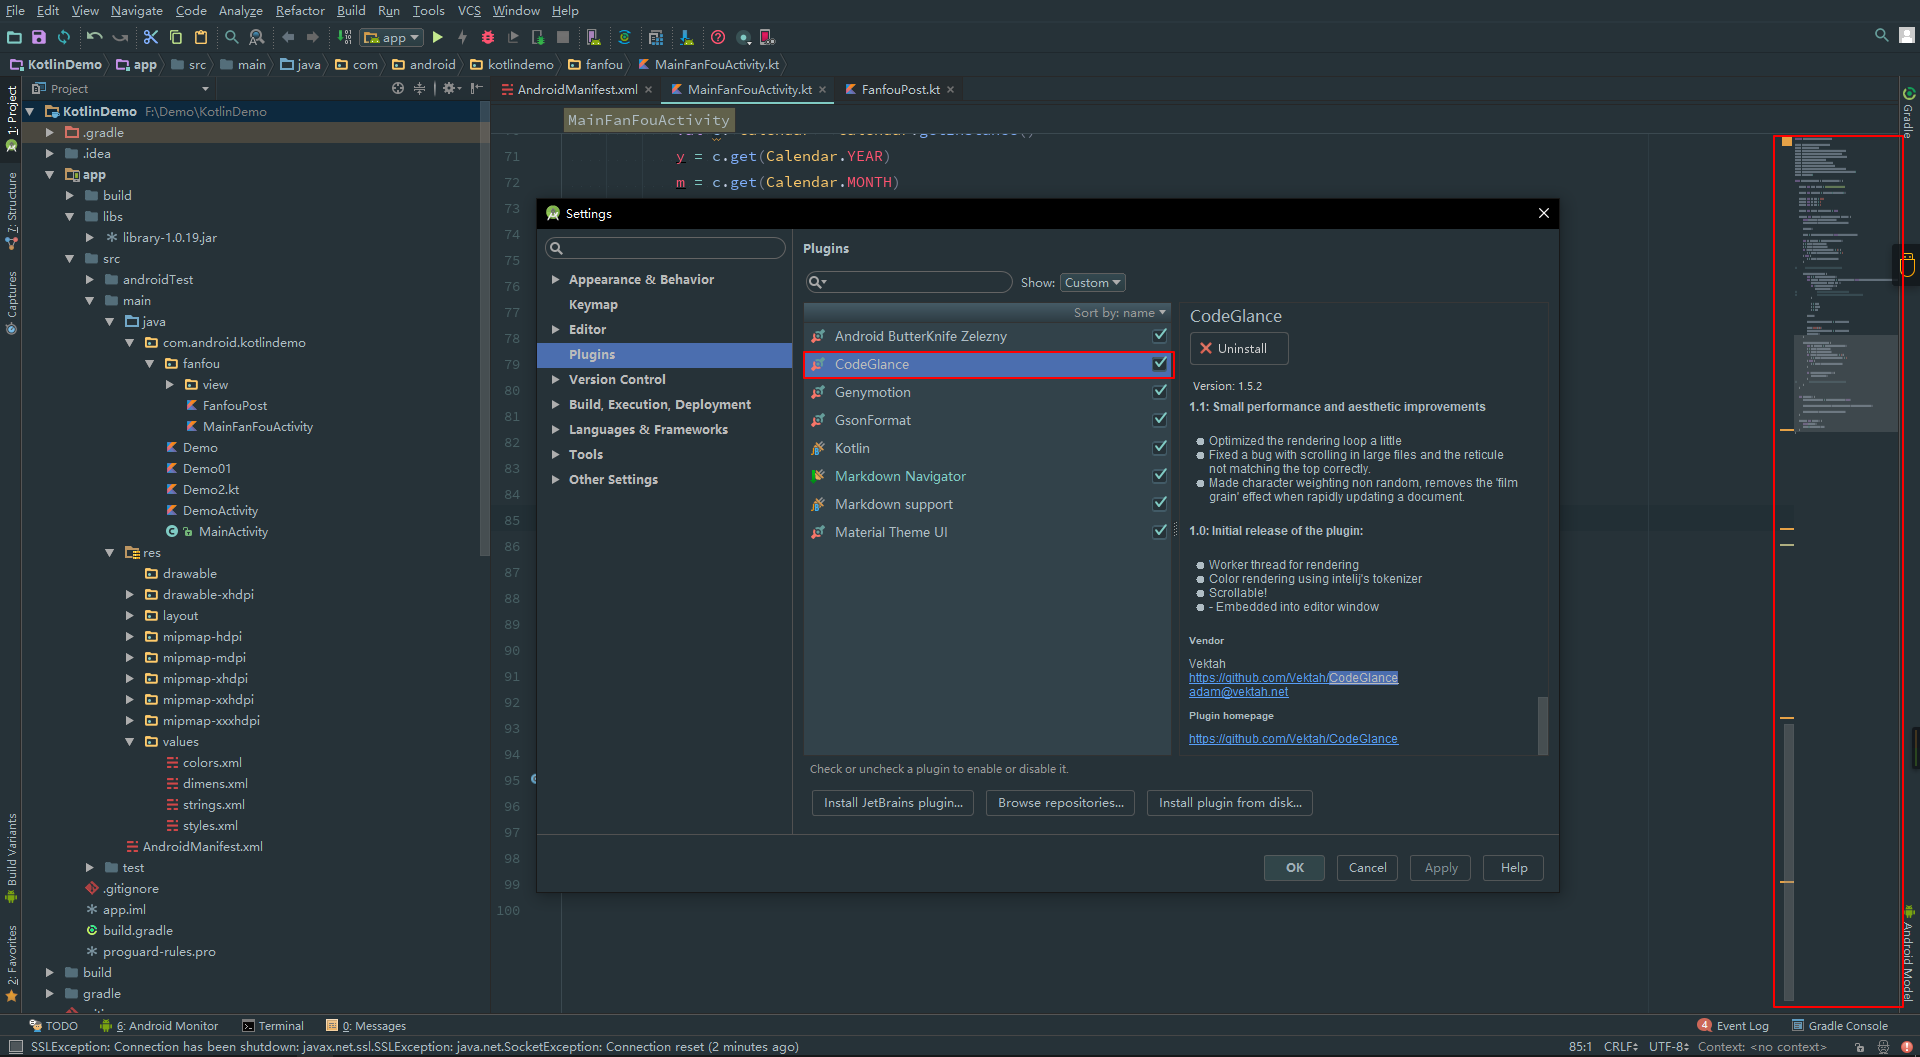 File Edit View Navigate Code Analyze Refactor Build Run Tools VCS Window Help
app
KotlinDemo app src main java com android kotlindemo fanfou MainFanFouActivity.kt
Project
AndroidManifest.xml MainFanFouActivity.kt FanfouPost.kt
1: Project
7: Structure
Captures
Build Variants
2: Favorites
KotlinDemo F:\Demo\KotlinDemo
.gradle
.idea
app
build
libs
library-1.0.19.jar
src
androidTest
main
java
com.android.kotlindemo
fanfou
view
FanfouPost
MainFanFouActivity
Demo
Demo01
Demo2.kt
DemoActivity
MainActivity
res
drawable
drawable-xhdpi
layout
mipmap-hdpi
mipmap-mdpi
mipmap-xhdpi
mipmap-xxhdpi
mipmap-xxxhdpi
values
colors.xml
dimens.xml
strings.xml
styles.xml
AndroidManifest.xml
test
.gitignore
app.iml
build.gradle
proguard-rules.pro
build
gradle
MainFanFouActivity
71 y = c.get(Calendar.YEAR)
72 m = c.get(Calendar.MONTH)
73
74
75
76
77
78
79
80
81
82
83
84
85
86
87
88
89
90
91
92
93
94
95
96
97
98
99
100
Settings
Appearance & Behavior
Keymap
Editor
Plugins
Version Control
Build, Execution, Deployment
Languages & Frameworks
Tools
Other Settings
Plugins
Show: Custom
Sort by: name
Android ButterKnife Zelezny
CodeGlance
Genymotion
GsonFormat
Kotlin
Markdown Navigator
Markdown support
Material Theme UI
CodeGlance
Uninstall
Version: 1.5.2
1.1: Small performance and aesthetic improvements
Optimized the rendering loop a little
Fixed a bug with scrolling in large files and the reticule
not matching the top correctly.
Made character weighting non random, removes the 'film
grain' effect when rapidly updating a document.
1.0: Initial release of the plugin:
Worker thread for rendering
Color rendering using intelij's tokenizer
Scrollable!
- Embedded into editor window
Vendor
Vektah
https://github.com/Vektah/CodeGlance
adam@vektah.net
Plugin homepage
https://github.com/Vektah/CodeGlance
Check or uncheck a plugin to enable or disable it.
Install JetBrains plugin... Browse repositories... Install plugin from disk...
OK Cancel Apply Help
Gradle
Android Model
TODO 6: Android Monitor Terminal 0: Messages
4 Event Log Gradle Console
SSLException: Connection has been shutdown: javax.net.ssl.SSLException: java.net.SocketException: Connection reset (2 minutes ago)
85:1 CRLF UTF-8 Context: <no context>